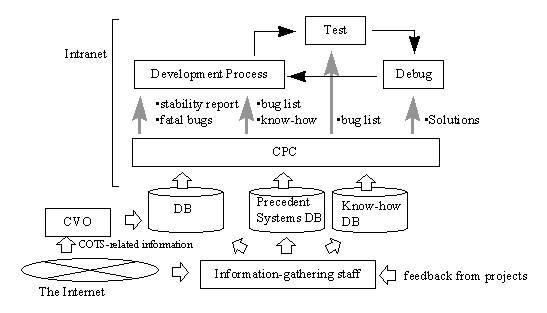 Test
Intranet
Development Process
Debug
•stability report
•fatal bugs
•bug list
•know-how
•bug list
•Solutions
CPC
DB
Precedent
Systems DB
Know-how
DB
CVO
COTS-related information
Information-gathering staff
feedback from projects
The Internet